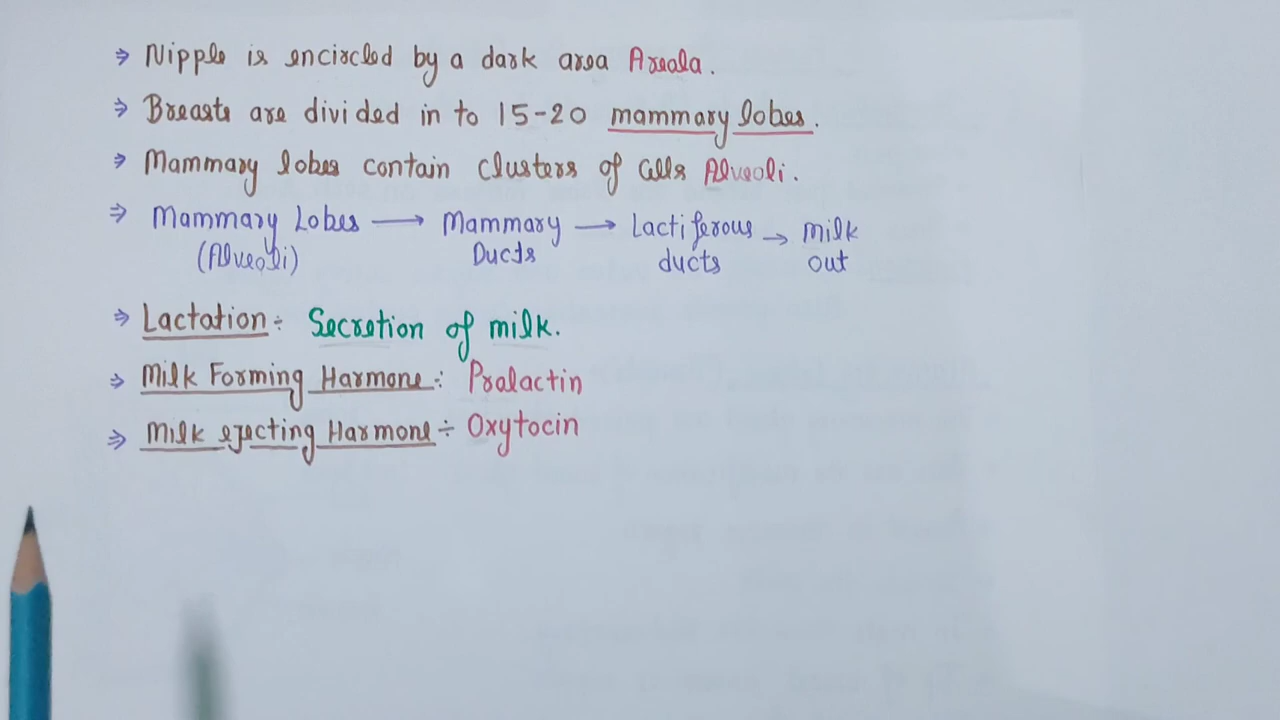 ⇒ Nipple is encircled by a dark area Areala.
⇒ Breasts are divided in to 15-20 mammary lobes.
⇒ Mammary lobes contain clusters of cells Alveoli.
⇒ Mammary Lobes → Mammary → Lactiferous → Milk
(Alveoli) Ducts ducts out
⇒ Lactation :- Secretion of milk.
⇒ Milk Forming Harmone :- Pralactin
⇒ Milk ejecting Harmone :- Oxytocin